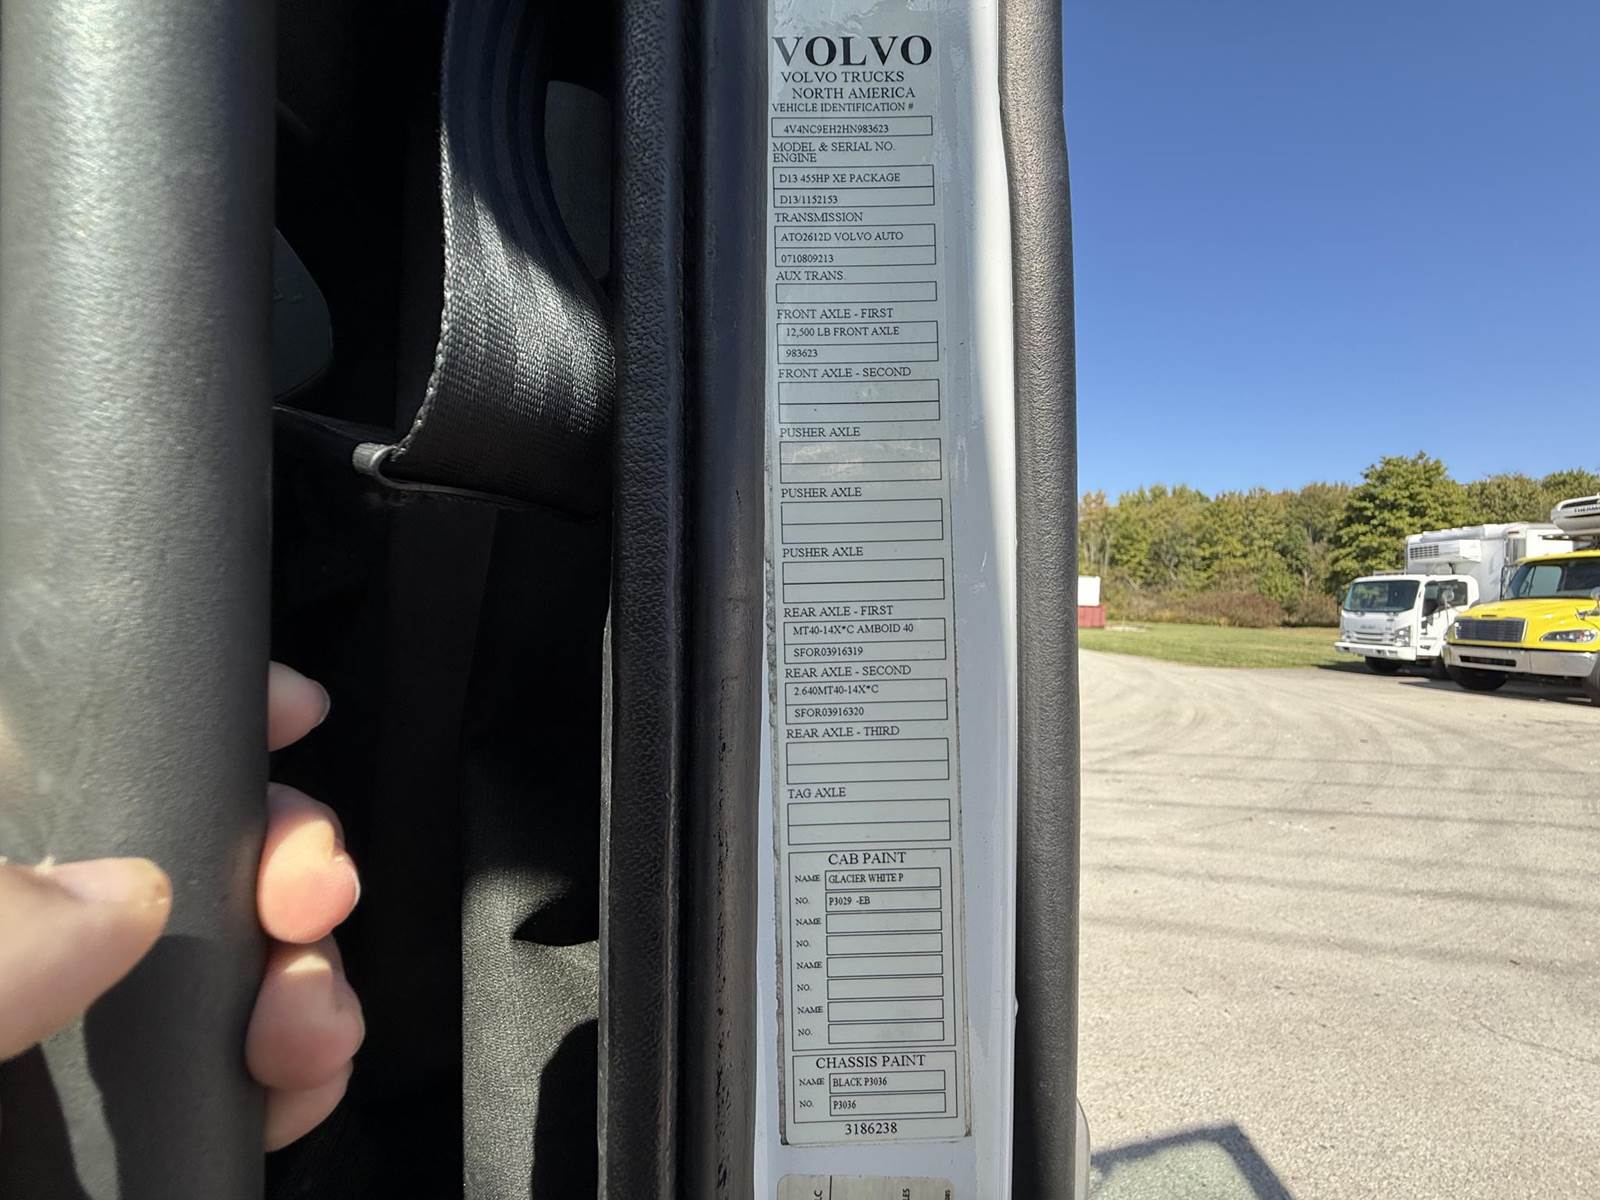 VOLVO
VOLVO TRUCKS
NORTH AMERICA
VEHICLE IDENTIFICATION #
4V4NC9EH2HN983623
MODEL & SERIAL NO.
ENGINE
D13 455HP XE PACKAGE
D13/1152153
TRANSMISSION
ATO2612D VOLVO AUTO
0710809213
AUX TRANS.
FRONT AXLE - FIRST
12,500 LB FRONT AXLE
983623
FRONT AXLE - SECOND
PUSHER AXLE
PUSHER AXLE
PUSHER AXLE
REAR AXLE - FIRST
MT40-14X*C AMBOID 40
SFOR03916319
REAR AXLE - SECOND
2.640MT40-14X*C
SFOR03916320
REAR AXLE - THIRD
TAG AXLE
CAB PAINT
NAME GLACIER WHITE P
NO. P3029 -EB
NAME
NO.
NAME
NO.
NAME
NO.
CHASSIS PAINT
NAME BLACK P3036
NO. P3036
3186238